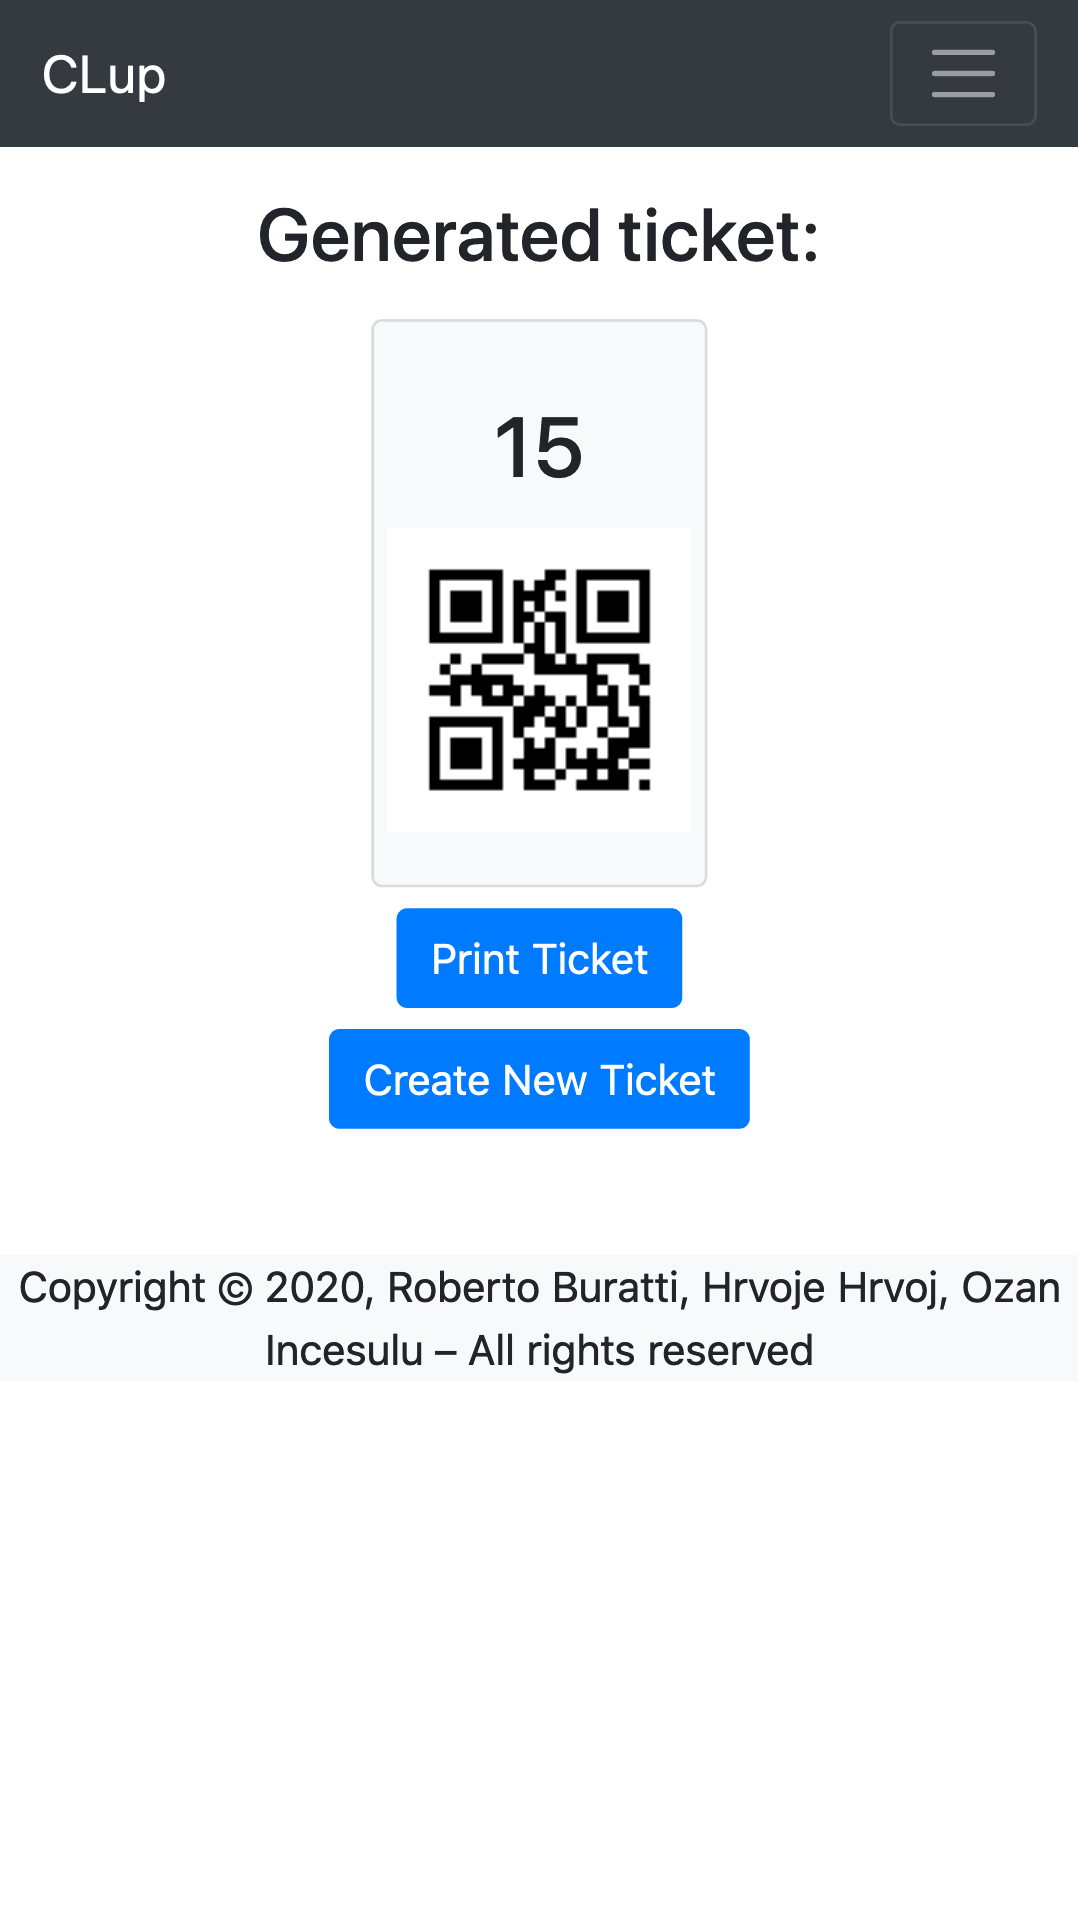 CLup
Generated ticket:
15
Print Ticket
Create New Ticket
Copyright © 2020, Roberto Buratti, Hrvoje Hrvoj, Ozan
Incesulu – All rights reserved